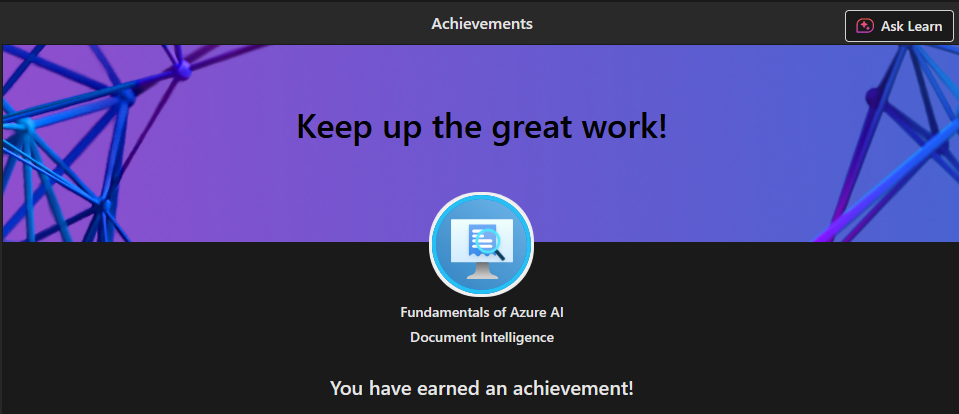 Achievements
Ask Learn
Keep up the great work!
Fundamentals of Azure AI
Document Intelligence
You have earned an achievement!